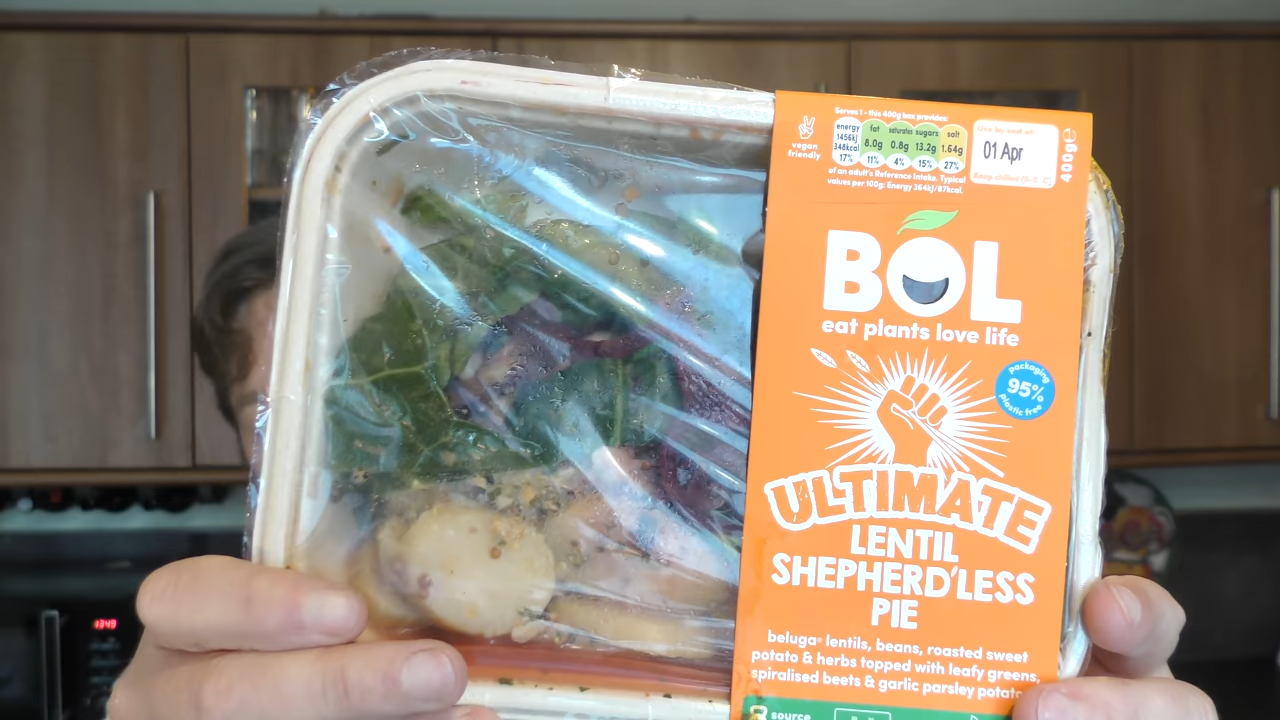 Serves 1 - this 400g box provides:
vegan
friendly
energy
1456kJ
348kcal
17%
fat
8.0g
11%
saturates
0.8g
4%
sugars
13.2g
15%
salt
1.64g
27%
of an adult's Reference Intake. Typical
values per 100g: Energy 364kJ/87kcal.
Use by end of:
01 Apr
Keep chilled (0-5°C)
400g e
BOL
eat plants love life
packaging
95%
plastic free
ULTIMATE
LENTIL
SHEPHERD'LESS
PIE
beluga® lentils, beans, roasted sweet
potato & herbs topped with leafy greens,
spiralised beets & garlic parsley potato
source
13:49